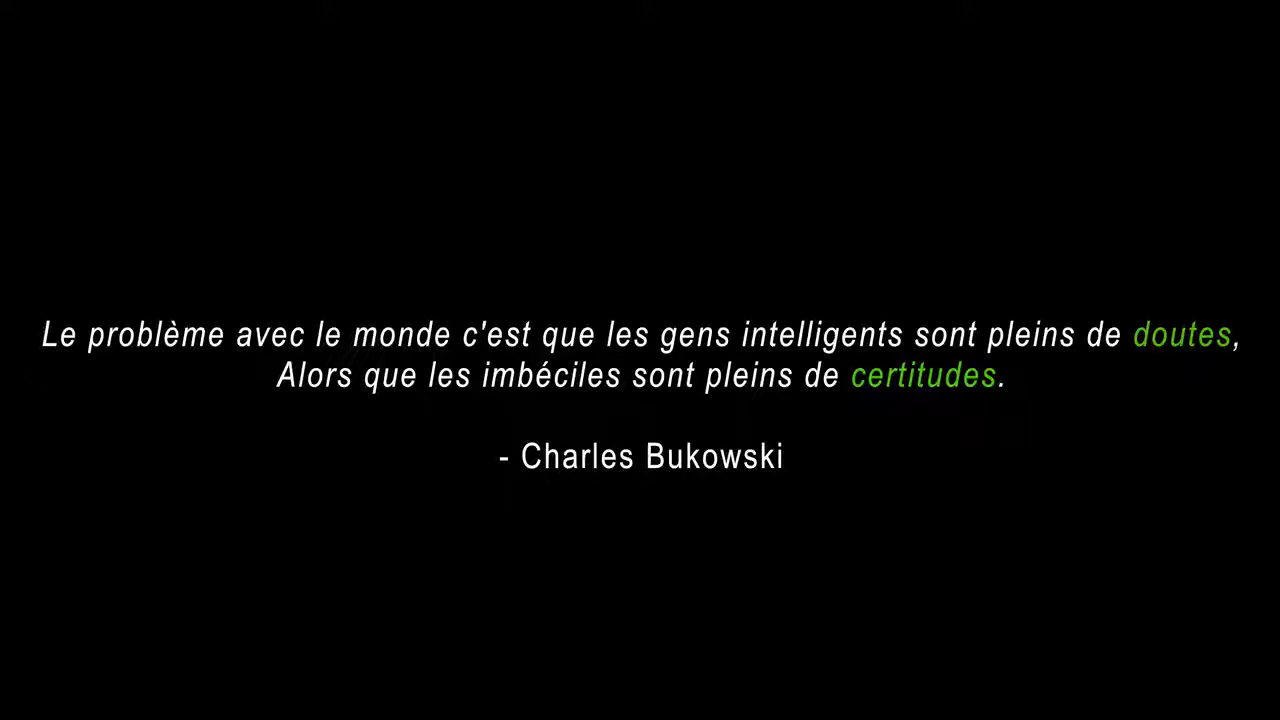 Le problème avec le monde c'est que les gens intelligents sont pleins de doutes,
Alors que les imbéciles sont pleins de certitudes.
- Charles Bukowski